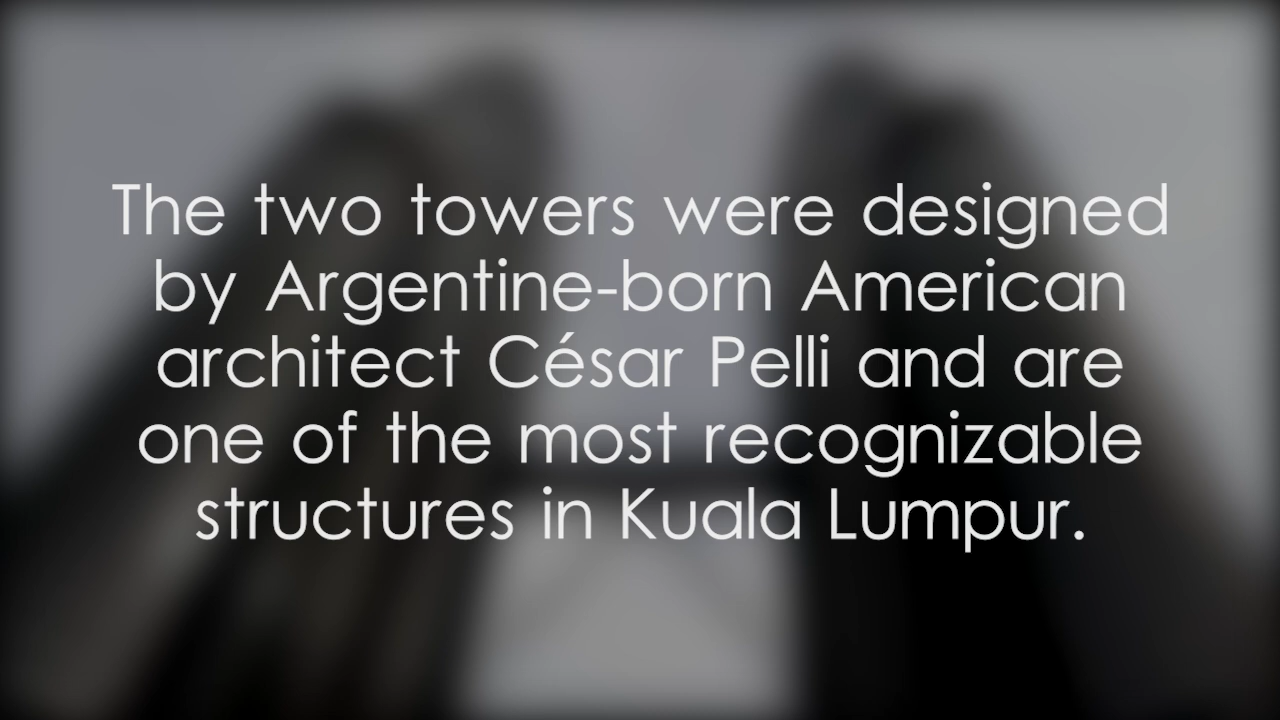 The two towers were designed
by Argentine-born American
architect César Pelli and are
one of the most recognizable
structures in Kuala Lumpur.